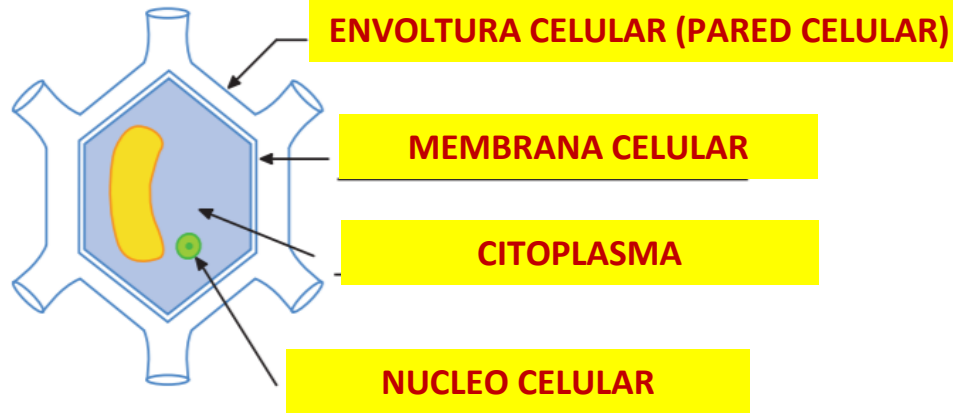 ENVOLTURA CELULAR (PARED CELULAR)
MEMBRANA CELULAR
CITOPLASMA
NUCLEO CELULAR